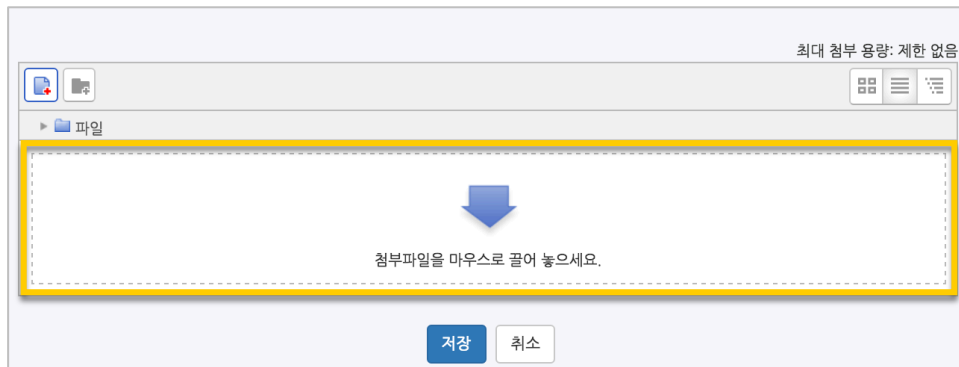 최대 첨부 용량: 제한 없음
파일
첨부파일을 마우스로 끌어 놓으세요.
저장 취소